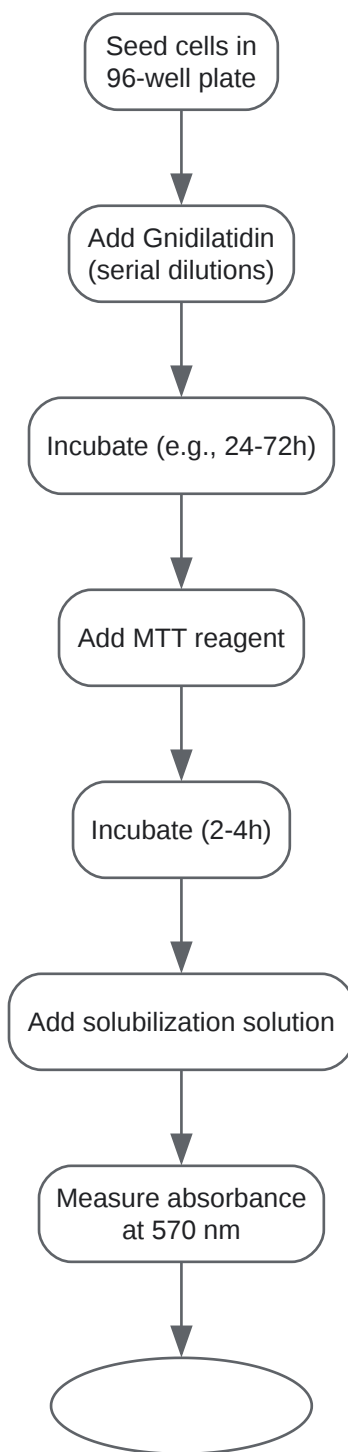 Seed cells in
96-well plate
Add Gnidilatidin
(serial dilutions)
Incubate (e.g., 24-72h)
Add MTT reagent
Incubate (2-4h)
Add solubilization solution
Measure absorbance
at 570 nm